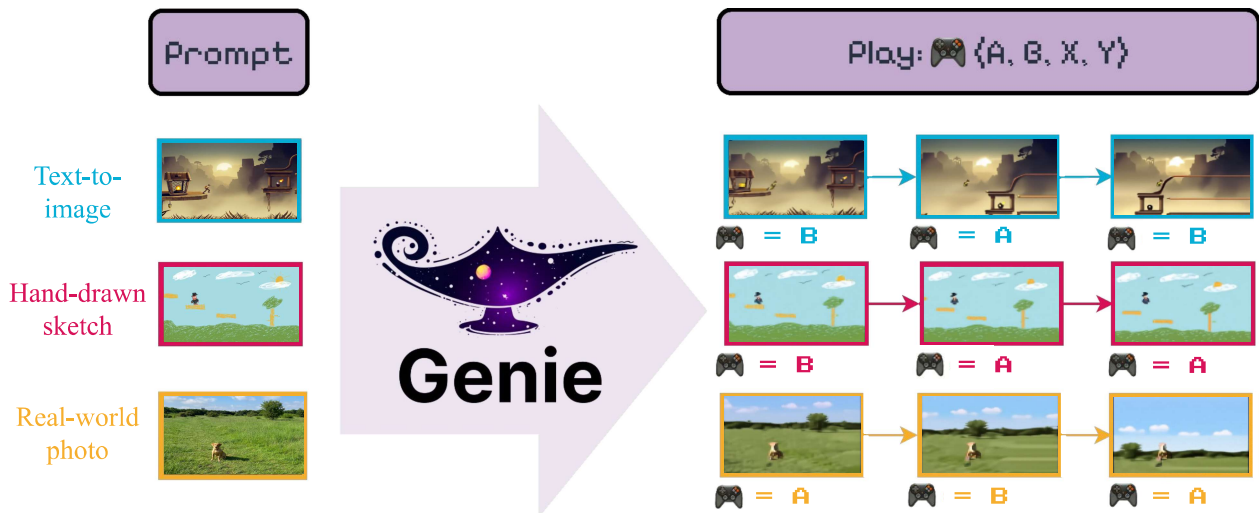 Prompt
Play: 🎮 {A, B, X, Y}
Text-to-
image
= B
= A
= B
Hand-drawn
sketch
= B
= A
= A
Genie
Real-world
photo
= A
= B
= A